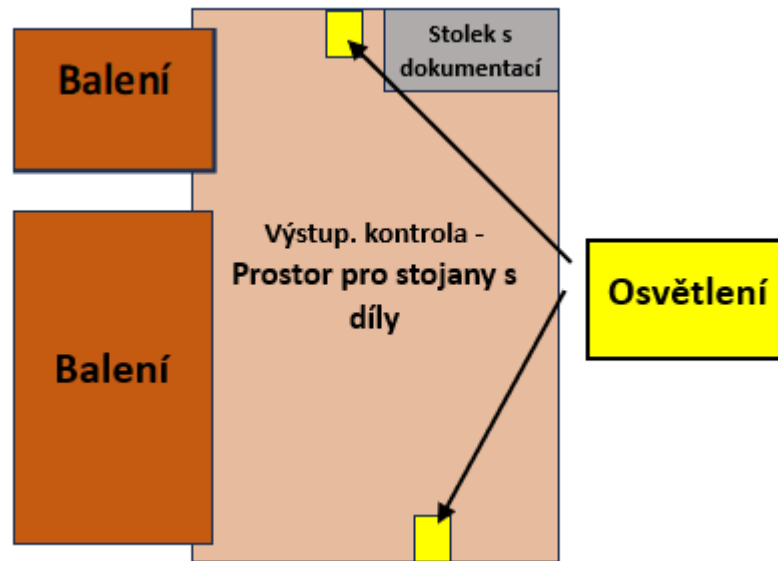 Balení
Stolek s
dokumentací
Výstup. kontrola -
Prostor pro stojany s
díly
Osvětlení
Balení